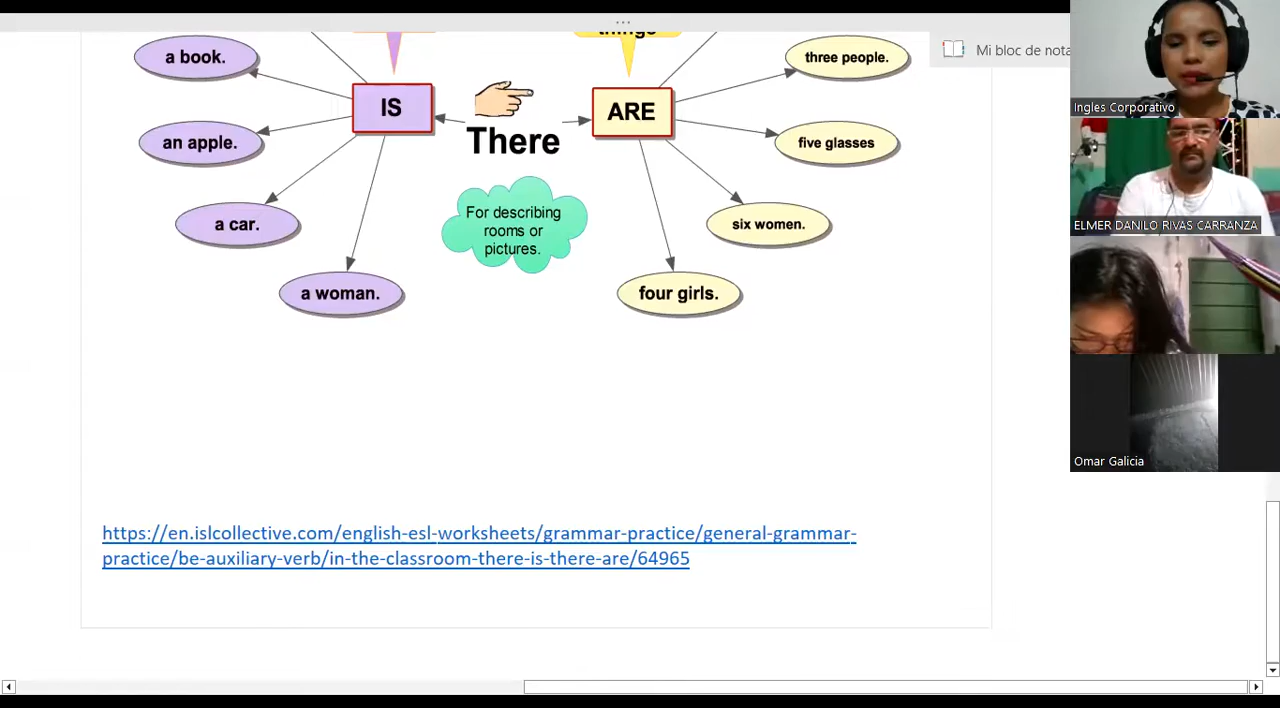 ...
things
Mi bloc de nota
a book.
three people.
IS
ARE
There
an apple.
five glasses
a car.
For describing
rooms or
pictures.
six women.
a woman.
four girls.
https://en.islcollective.com/english-esl-worksheets/grammar-practice/general-grammar-
practice/be-auxiliary-verb/in-the-classroom-there-is-there-are/64965
Ingles Corporativo
ELMER DANILO RIVAS CARRANZA
Omar Galicia